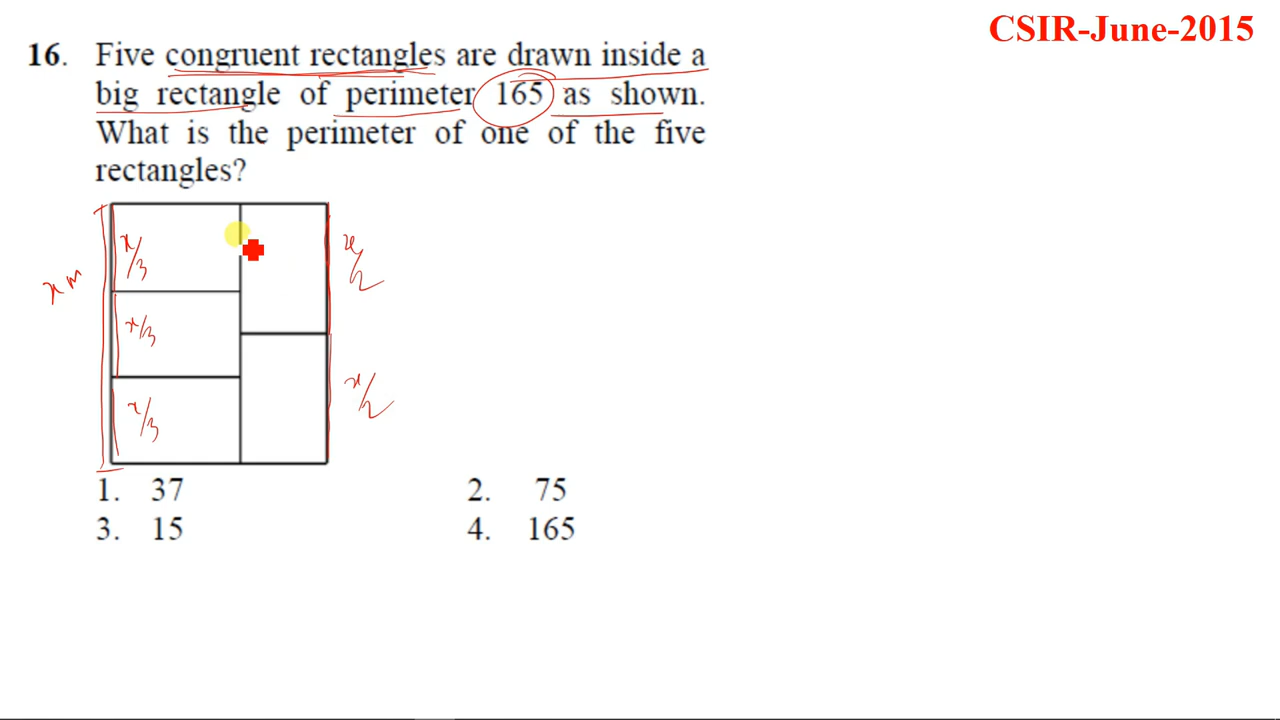 CSIR-June-2015
16. Five congruent rectangles are drawn inside a
big rectangle of perimeter 165 as shown.
What is the perimeter of one of the five
rectangles?
x m
x/3
x/2
x/3
x/2
x/3
1. 37 2. 75
3. 15 4. 165